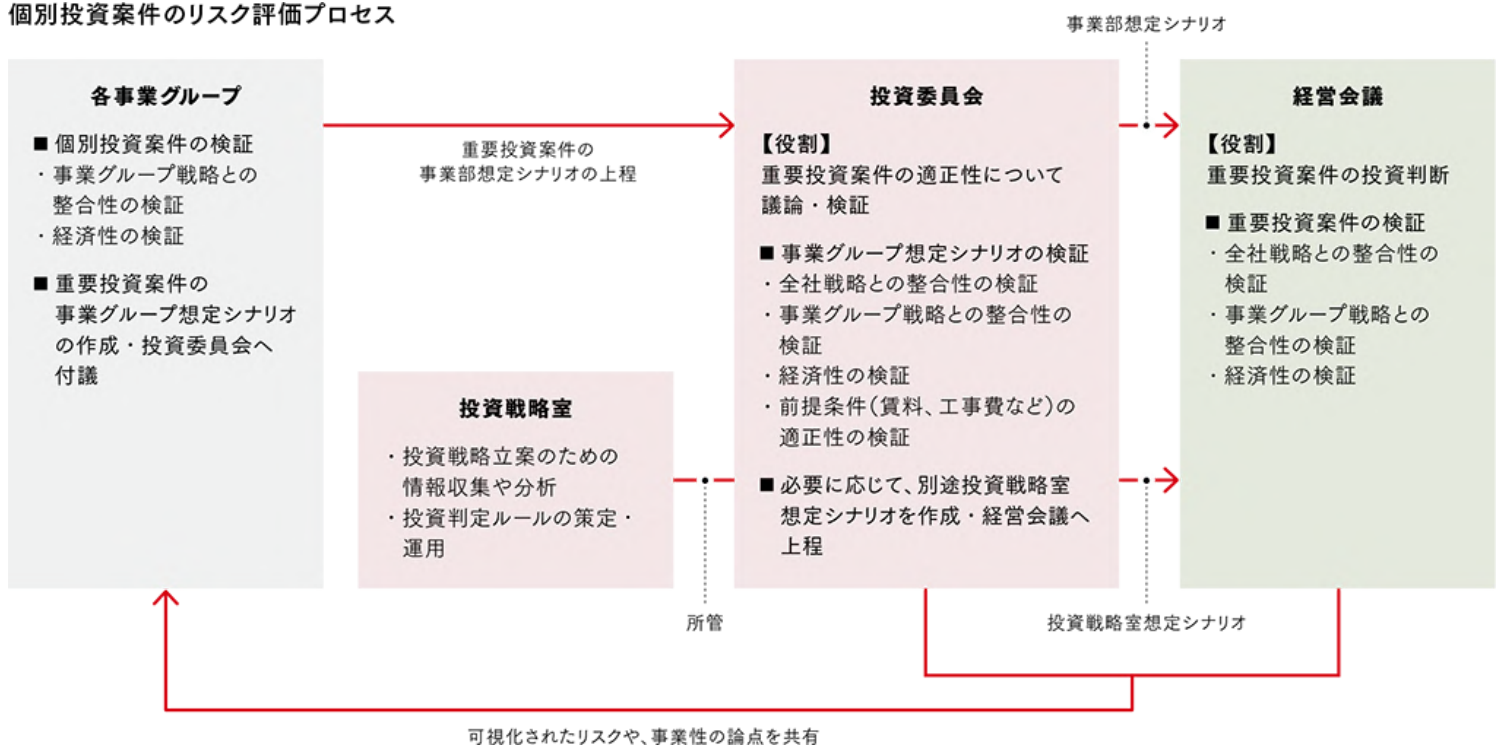 個別投資案件のリスク評価プロセス
事業部想定シナリオ
各事業グループ
■ 個別投資案件の検証
・事業グループ戦略との
整合性の検証
・経済性の検証
■ 重要投資案件の
事業グループ想定シナリオ
の作成・投資委員会へ
付議
重要投資案件の
事業部想定シナリオの上程
投資戦略室
・投資戦略立案のための
情報収集や分析
・投資判定ルールの策定・
運用
所管
投資委員会
【役割】
重要投資案件の適正性について
議論・検証
■ 事業グループ想定シナリオの検証
・全社戦略との整合性の検証
・事業グループ戦略との整合性の
検証
・経済性の検証
・前提条件(賃料、工事費など)の
適正性の検証
■ 必要に応じて、別途投資戦略室
想定シナリオを作成・経営会議へ
上程
経営会議
【役割】
重要投資案件の投資判断
■ 重要投資案件の検証
・全社戦略との整合性の
検証
・事業グループ戦略との
整合性の検証
・経済性の検証
投資戦略室想定シナリオ
可視化されたリスクや、事業性の論点を共有